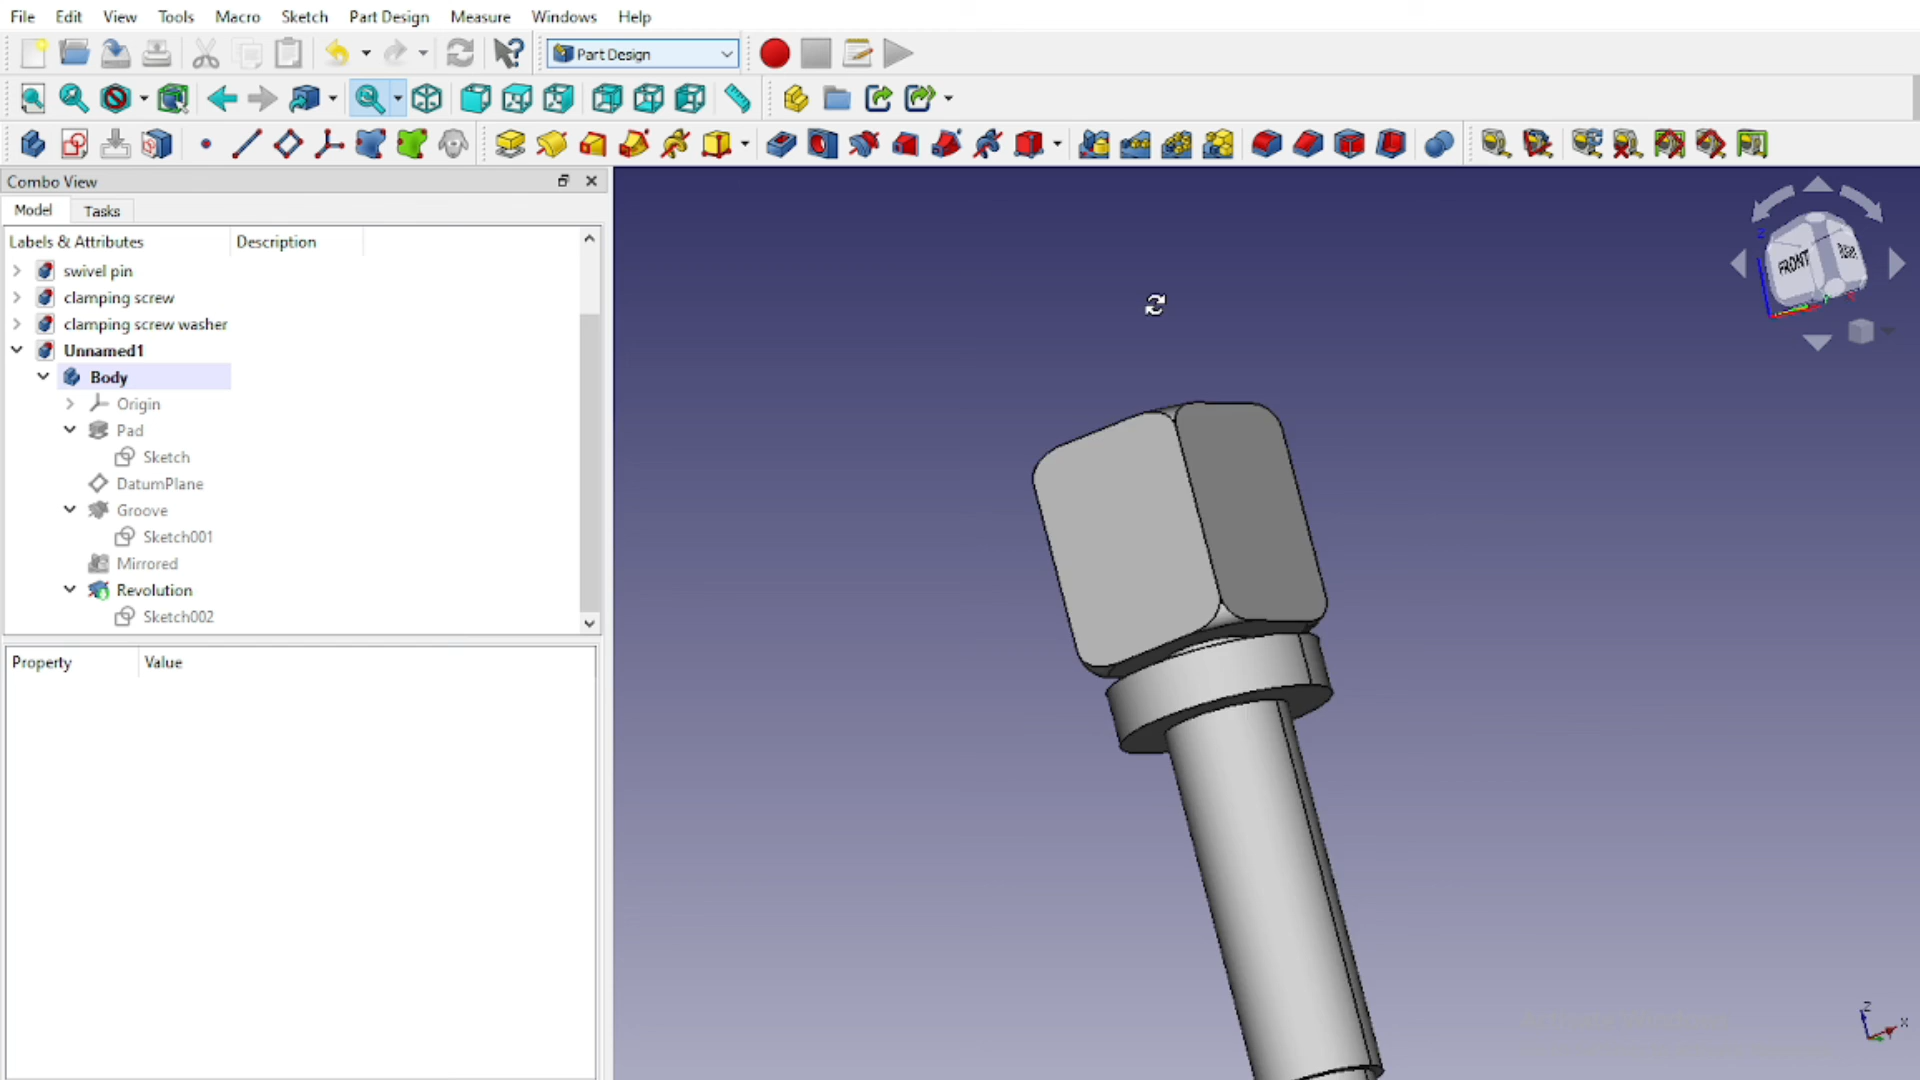 File Edit View Tools Macro Sketch Part Design Measure Windows Help
Part Design
Combo View
Model Tasks
Labels & Attributes Description
swivel pin
clamping screw
clamping screw washer
Unnamed1
Body
Origin
Pad
Sketch
DatumPlane
Groove
Sketch001
Mirrored
Revolution
Sketch002
Property Value
FRONT
Z
Z
X